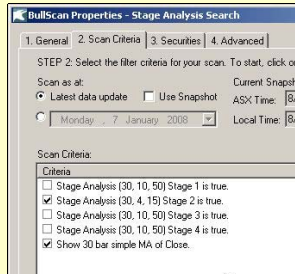 BullScan Properties - Stage Analysis Search
1. General 2. Scan Criteria 3. Securities 4. Advanced
STEP 2: Select the filter criteria for your scan. To start, click
Scan as at: Current
Latest data update Use Snapshot ASX Time:
Monday , 7 January 2008 Local Time:
Scan Criteria:
Criteria
Stage Analysis (30, 10, 50) Stage 1 is true.
Stage Analysis (30, 4, 15) Stage 2 is true.
Stage Analysis (30, 10, 50) Stage 3 is true.
Stage Analysis (30, 10, 50) Stage 4 is true.
Show 30 bar simple MA of Close.